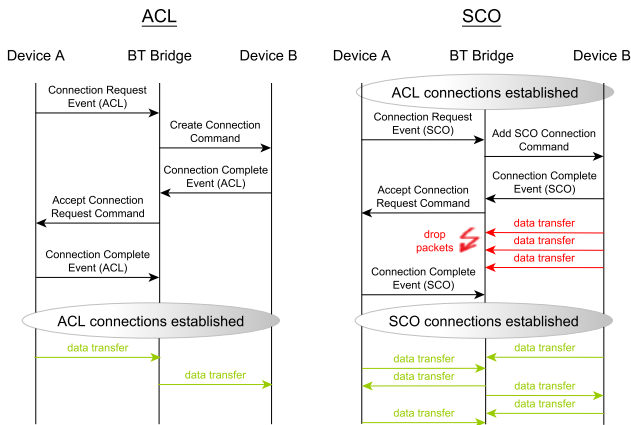 ACL
Device A
BT Bridge
Device B
Connection Request
Event (ACL)
Create Connection
Command
Connection Complete
Event (ACL)
Accept Connection
Request Command
Connection Complete
Event (ACL)
ACL connections established
data transfer
data transfer
SCO
Device A
BT Bridge
Device B
ACL connections established
Connection Request
Event (SCO)
Add SCO Connection
Command
Connection Complete
Event (SCO)
Accept Connection
Request Command
data transfer
drop
packets
data transfer
data transfer
Connection Complete
Event (SCO)
SCO connections established
data transfer
data transfer
data transfer
data transfer
data transfer
data transfer